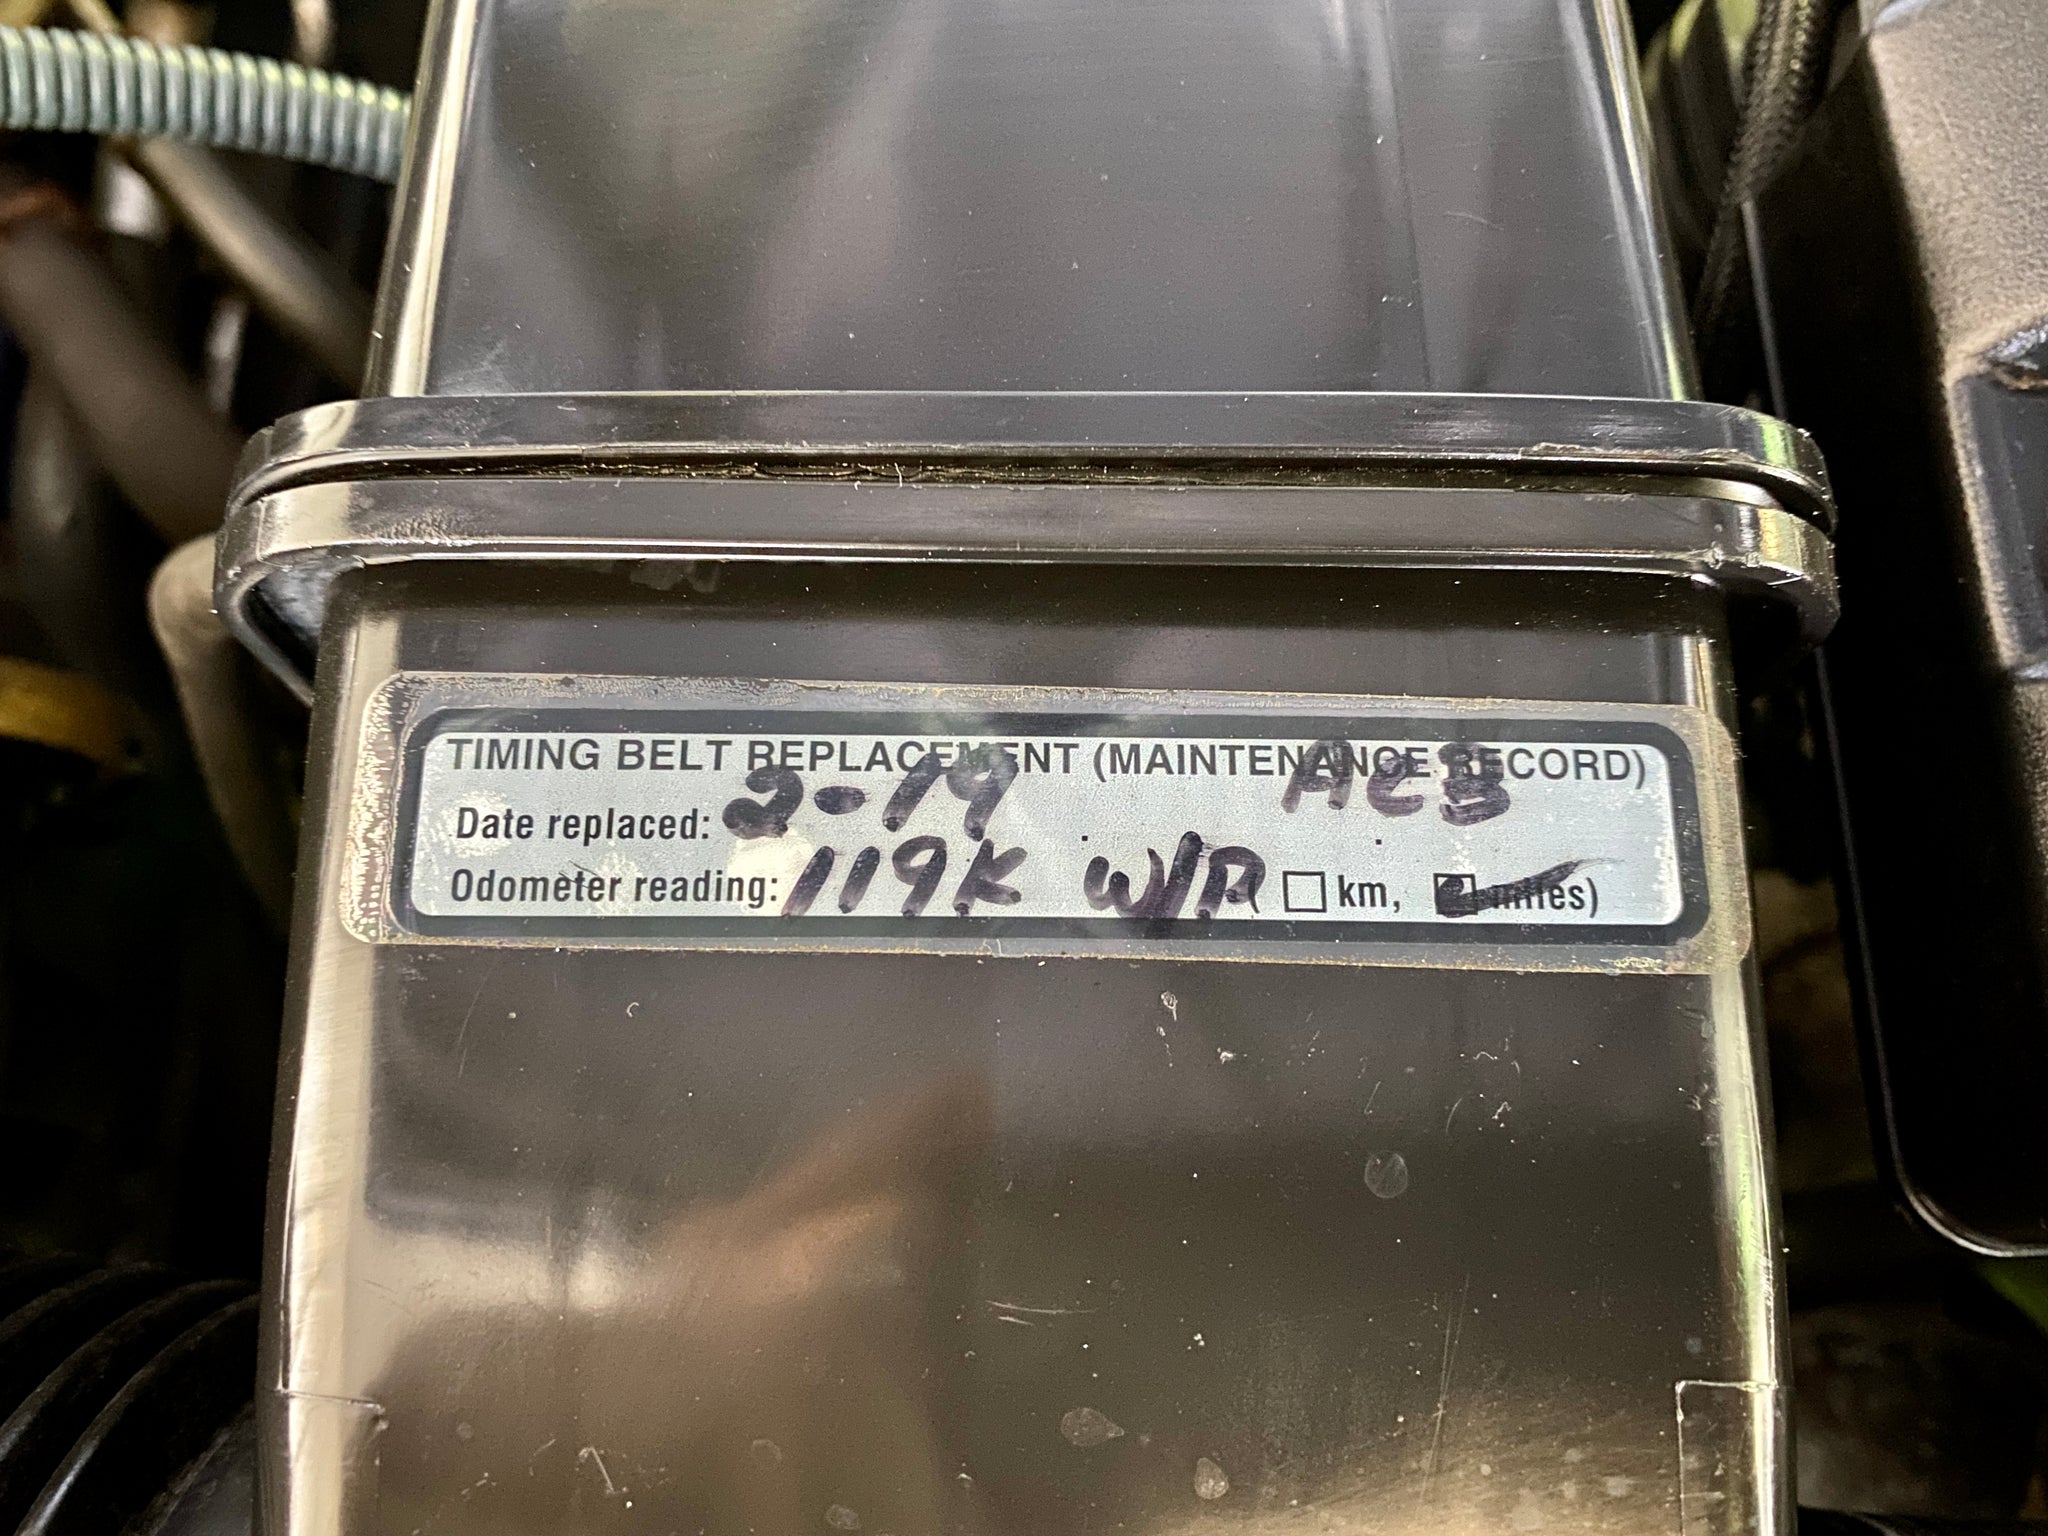 TIMING BELT REPLACEMENT (MAINTENANCE RECORD)
Date replaced: 2-19 ACB
Odometer reading: 119K W/P ( km, miles)